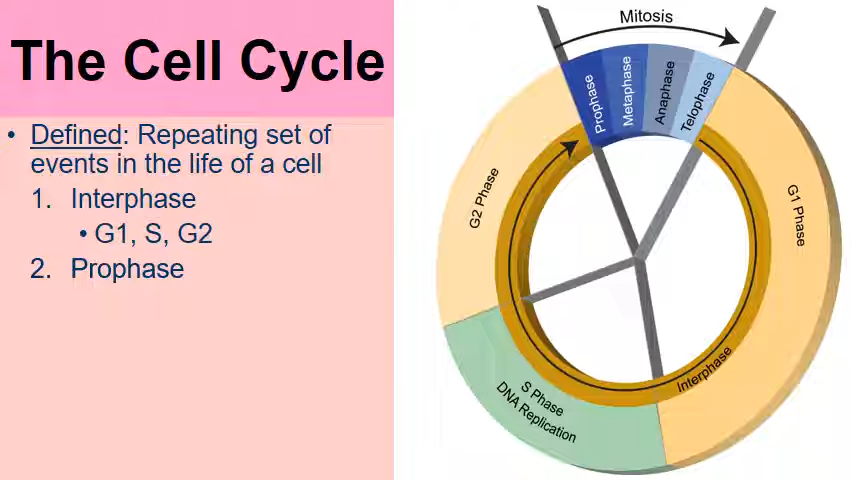 The Cell Cycle
• Defined: Repeating set of
events in the life of a cell
1. Interphase
• G1, S, G2
2. Prophase
Mitosis
Prophase
Metaphase
Anaphase
Telophase
G2 Phase
G1 Phase
Interphase
S Phase
DNA Replication